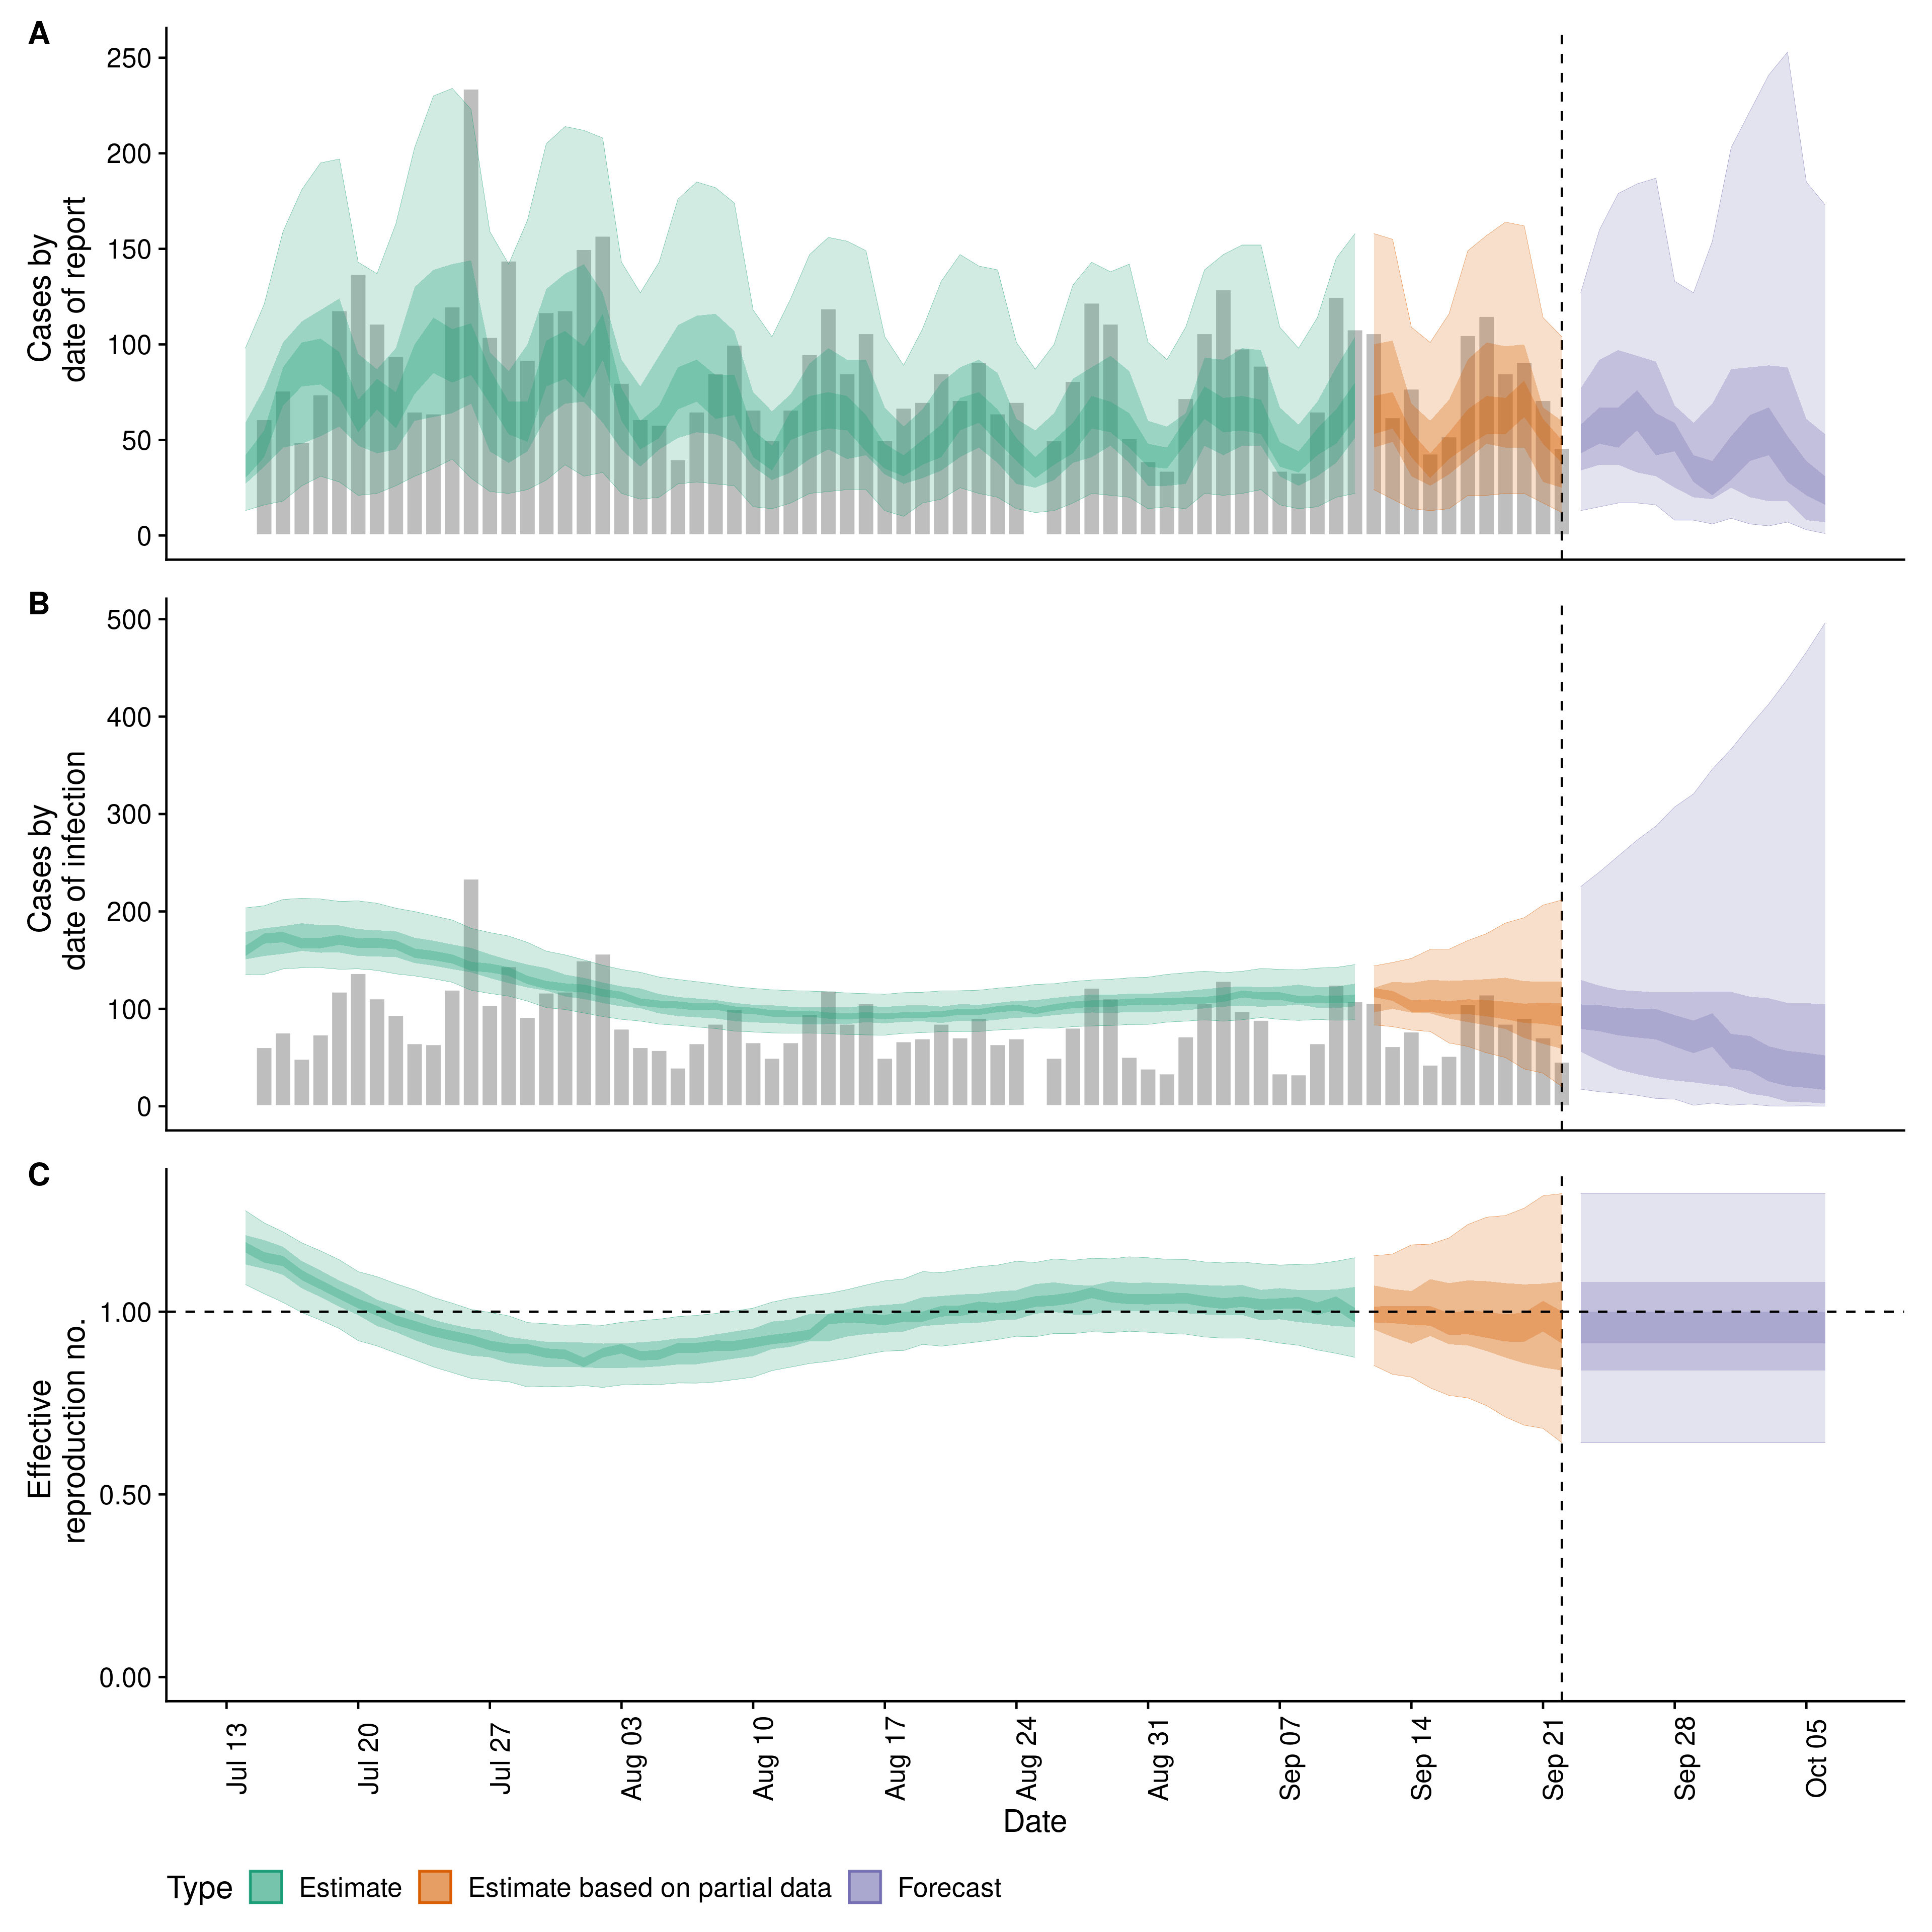 A
250
200
150
100
50
0
Cases by
date of report
B
500
400
300
200
100
0
Cases by
date of infection
C
1.00
0.50
0.00
Effective
reproduction no.
Jul 13
Jul 20
Jul 27
Aug 03
Aug 10
Aug 17
Aug 24
Aug 31
Sep 07
Sep 14
Sep 21
Sep 28
Oct 05
Date
Type
Estimate
Estimate based on partial data
Forecast